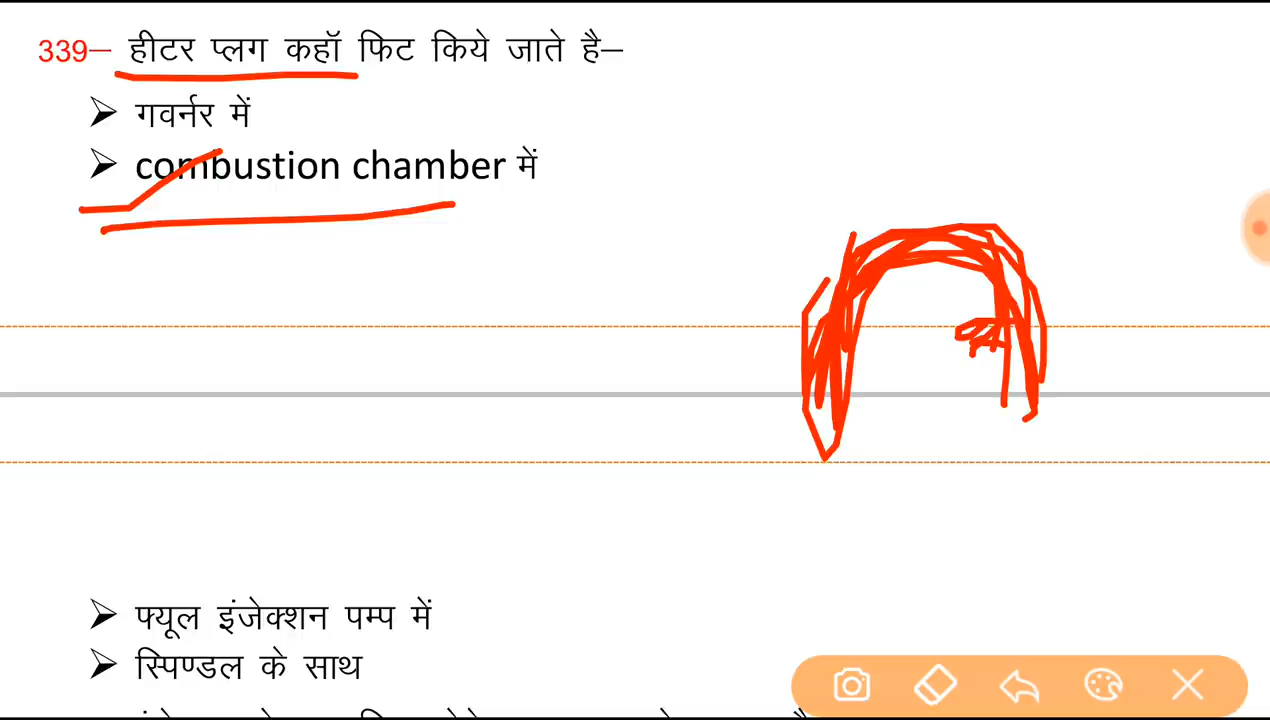 339— हीटर प्लग कहॉ फिट किये जाते है—
➢ गवर्नर में
➢ combustion chamber में
➢ फ्यूल इंजेक्शन पम्प में
➢ स्पिण्डल के साथ